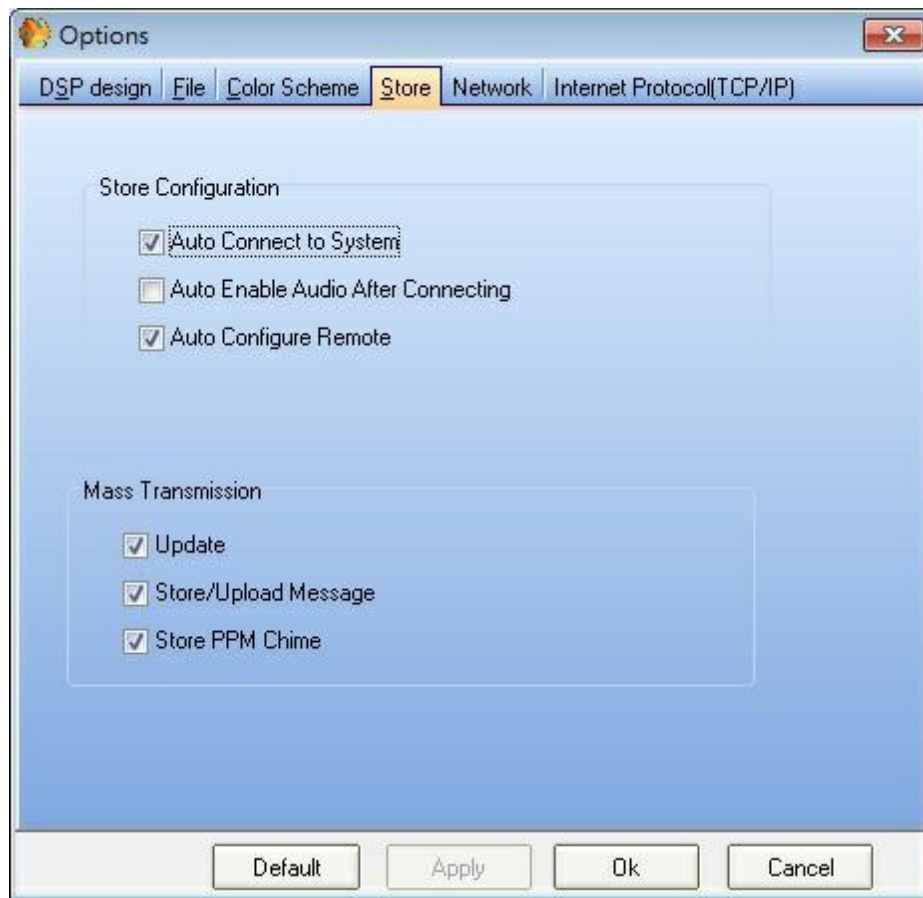 Options
DSP design File Color Scheme Store Network Internet Protocol(TCP/IP)
Store Configuration
Auto Connect to System
Auto Enable Audio After Connecting
Auto Configure Remote
Mass Transmission
Update
Store/Upload Message
Store PPM Chime
Default Apply Ok Cancel